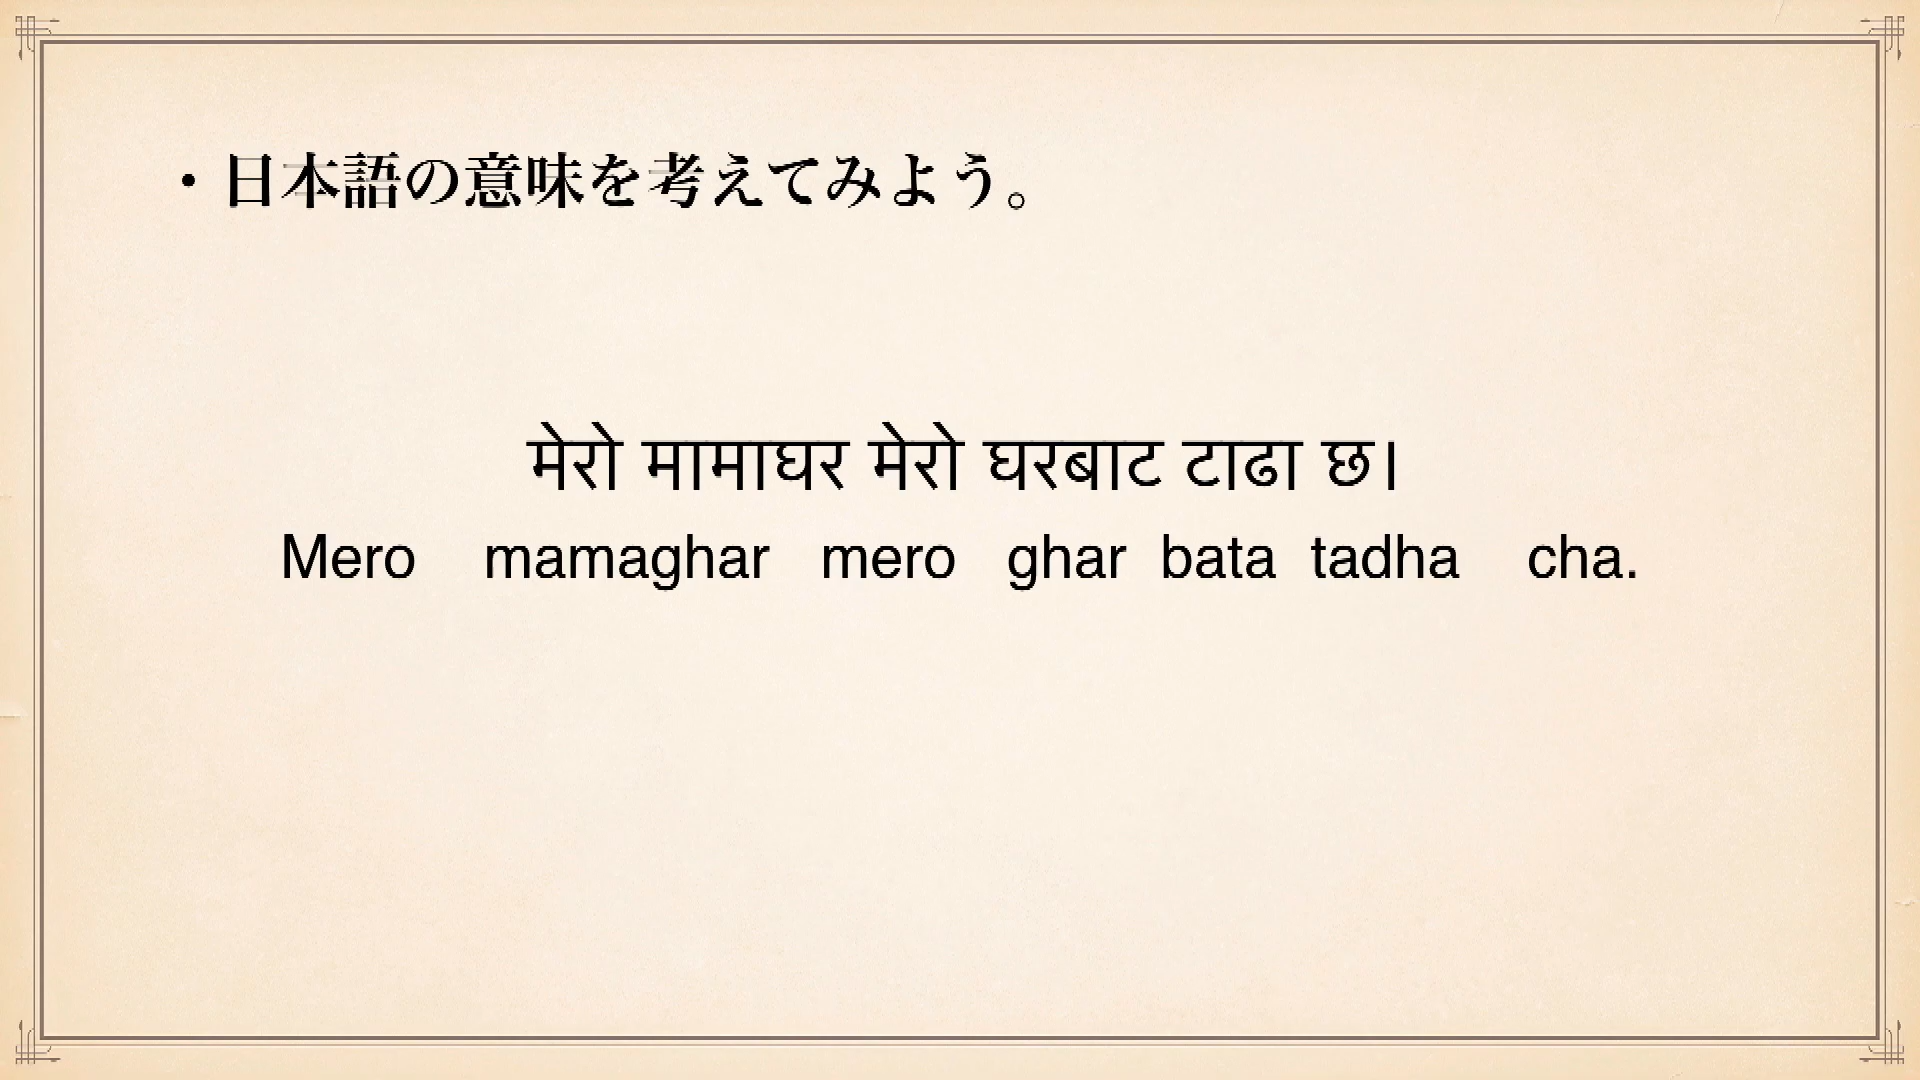 ・日本語の意味を考えてみよう。
मेरो मामाघर मेरो घरबाट टाढा छ।
Mero mamaghar mero ghar bata tadha cha.